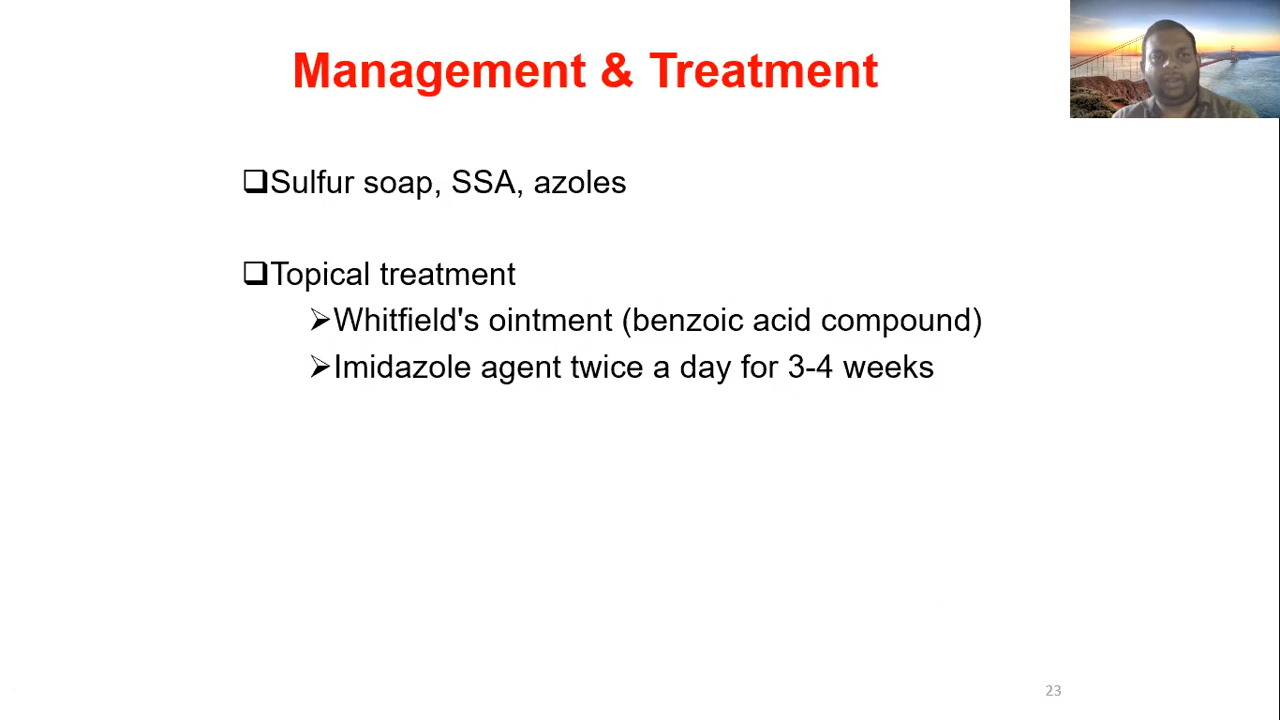 Management & Treatment
Sulfur soap, SSA, azoles
Topical treatment
Whitfield's ointment (benzoic acid compound)
Imidazole agent twice a day for 3-4 weeks
23